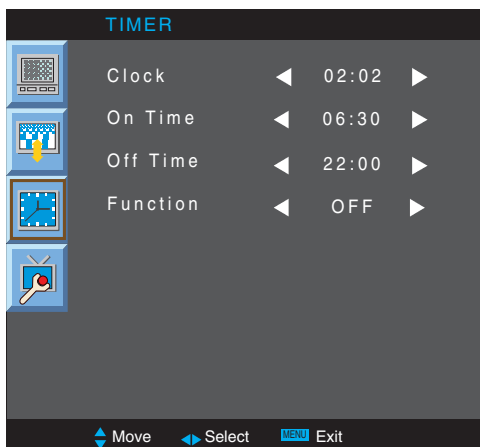 TIMER
Clock 02:02
On Time 06:30
Off Time 22:00
Function OFF
Move Select MENU Exit